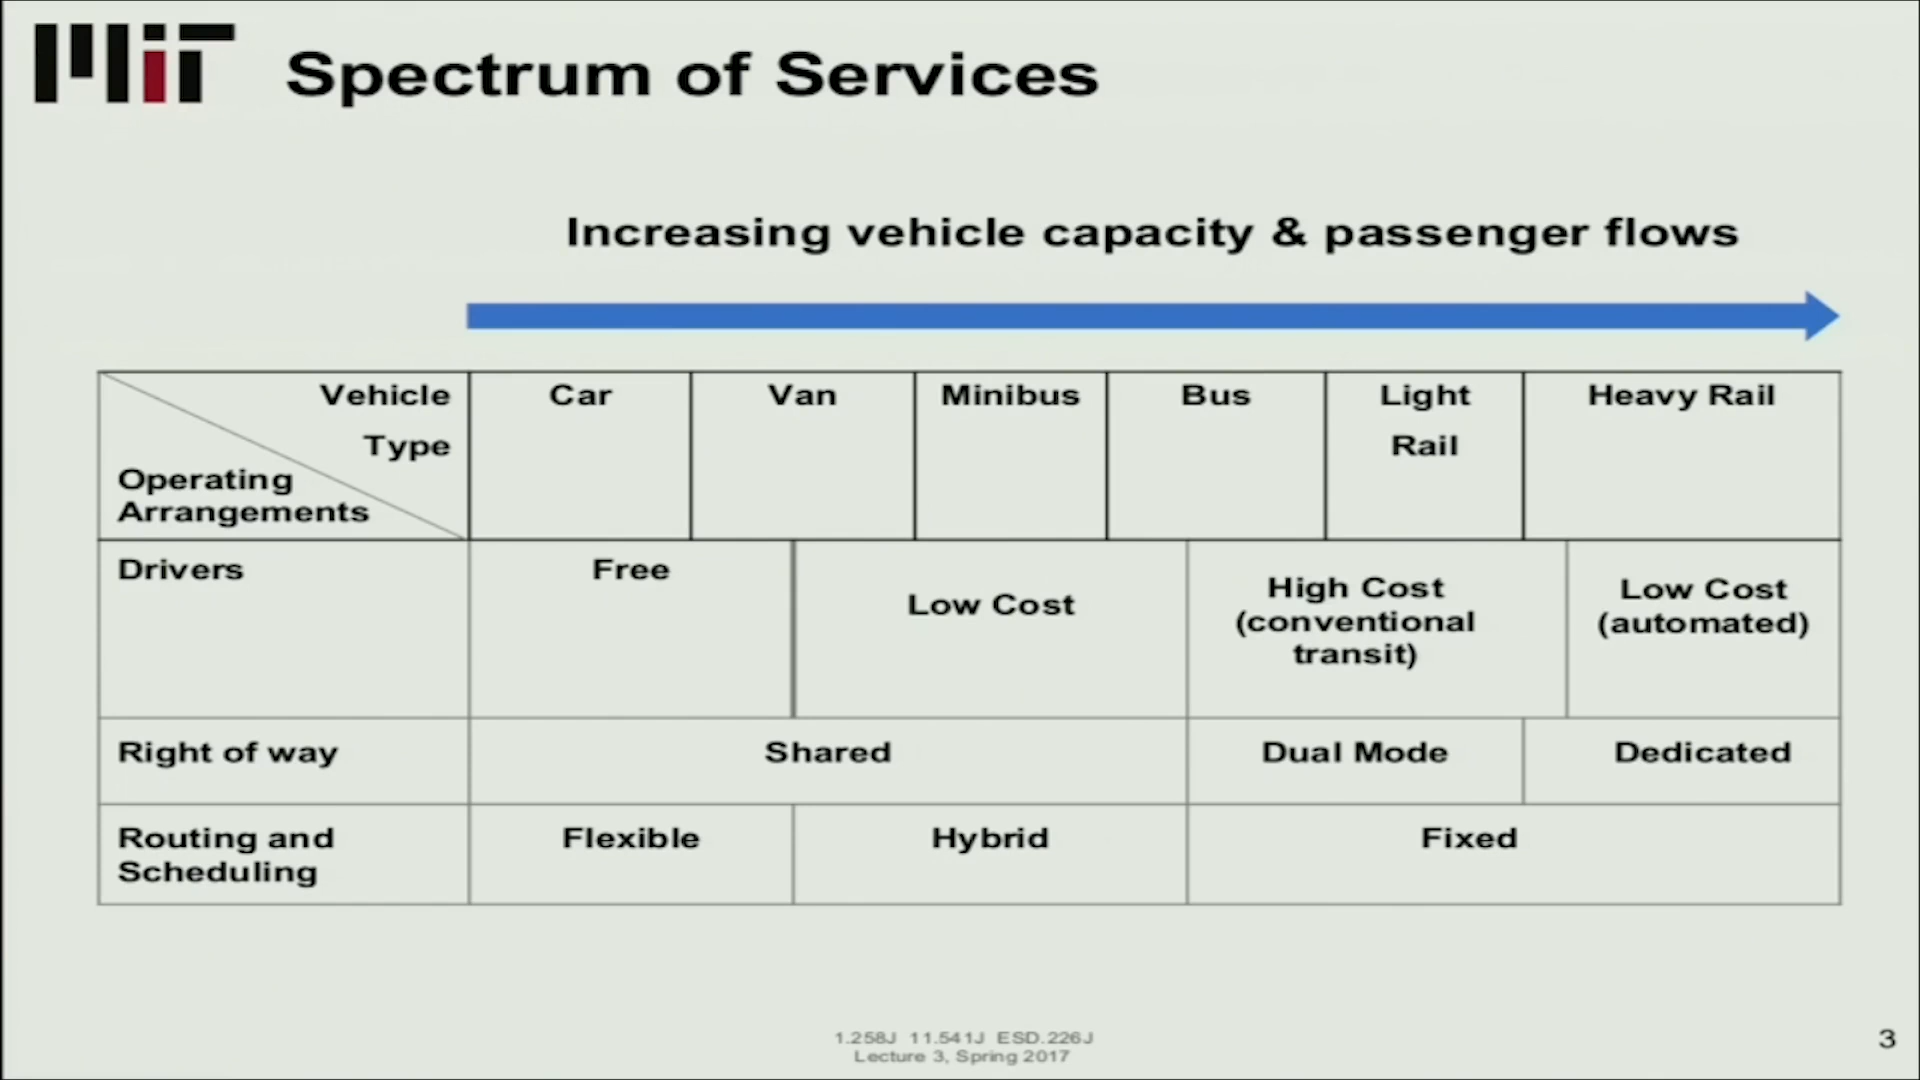 MIT
Spectrum of Services
Increasing vehicle capacity & passenger flows
Vehicle
Type
Operating
Arrangements
Car
Van
Minibus
Bus
Light
Rail
Heavy Rail
Drivers
Free
Low Cost
High Cost
(conventional
transit)
Low Cost
(automated)
Right of way
Shared
Dual Mode
Dedicated
Routing and
Scheduling
Flexible
Hybrid
Fixed
1.258J 11.541J ESD.226J
Lecture 3, Spring 2017
3